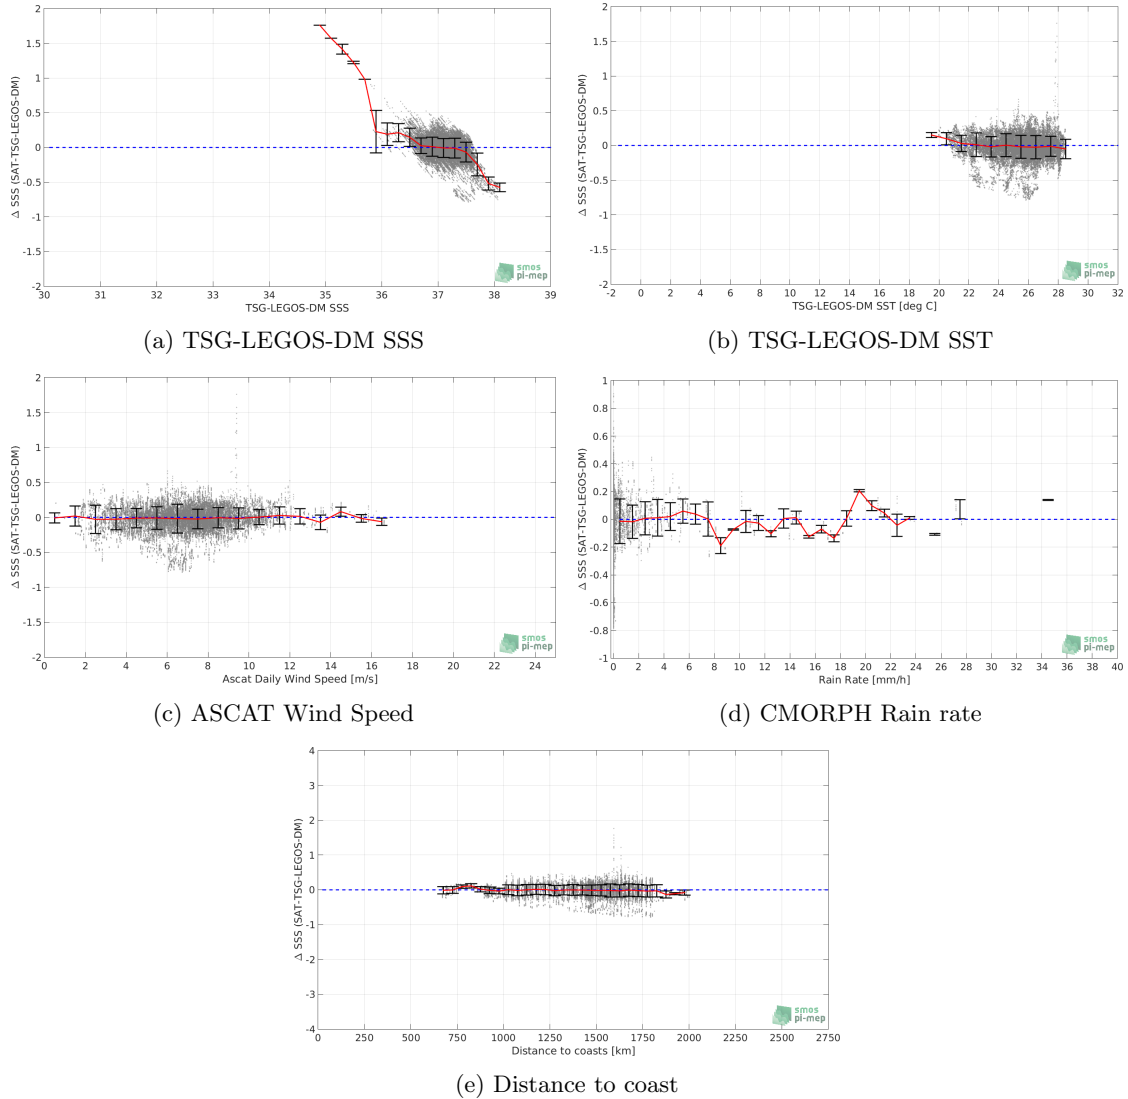 2
1.5
1
0.5
0
-0.5
-1
-1.5
-2
Δ SSS (SAT-TSG-LEGOS-DM)
30 31 32 33 34 35 36 37 38 39
TSG-LEGOS-DM SSS
smos
pi-mep
(a) TSG-LEGOS-DM SSS
2
1.5
1
0.5
0
-0.5
-1
-1.5
-2
Δ SSS (SAT-TSG-LEGOS-DM)
-2 0 2 4 6 8 10 12 14 16 18 20 22 24 26 28 30 32
TSG-LEGOS-DM SST [deg C]
smos
pi-mep
(b) TSG-LEGOS-DM SST
2
1.5
1
0.5
0
-0.5
-1
-1.5
-2
Δ SSS (SAT-TSG-LEGOS-DM)
0 2 4 6 8 10 12 14 16 18 20 22 24
Ascat Daily Wind Speed [m/s]
smos
pi-mep
(c) ASCAT Wind Speed
1
0.8
0.6
0.4
0.2
0
-0.2
-0.4
-0.6
-0.8
-1
Δ SSS (SAT-TSG-LEGOS-DM)
0 2 4 6 8 10 12 14 16 18 20 22 24 26 28 30 32 34 36 38 40
Rain Rate [mm/h]
smos
pi-mep
(d) CMORPH Rain rate
4
3
2
1
0
-1
-2
-3
-4
Δ SSS (SAT-TSG-LEGOS-DM)
0 250 500 750 1000 1250 1500 1750 2000 2250 2500 2750
Distance to coasts [km]
smos
pi-mep
(e) Distance to coast